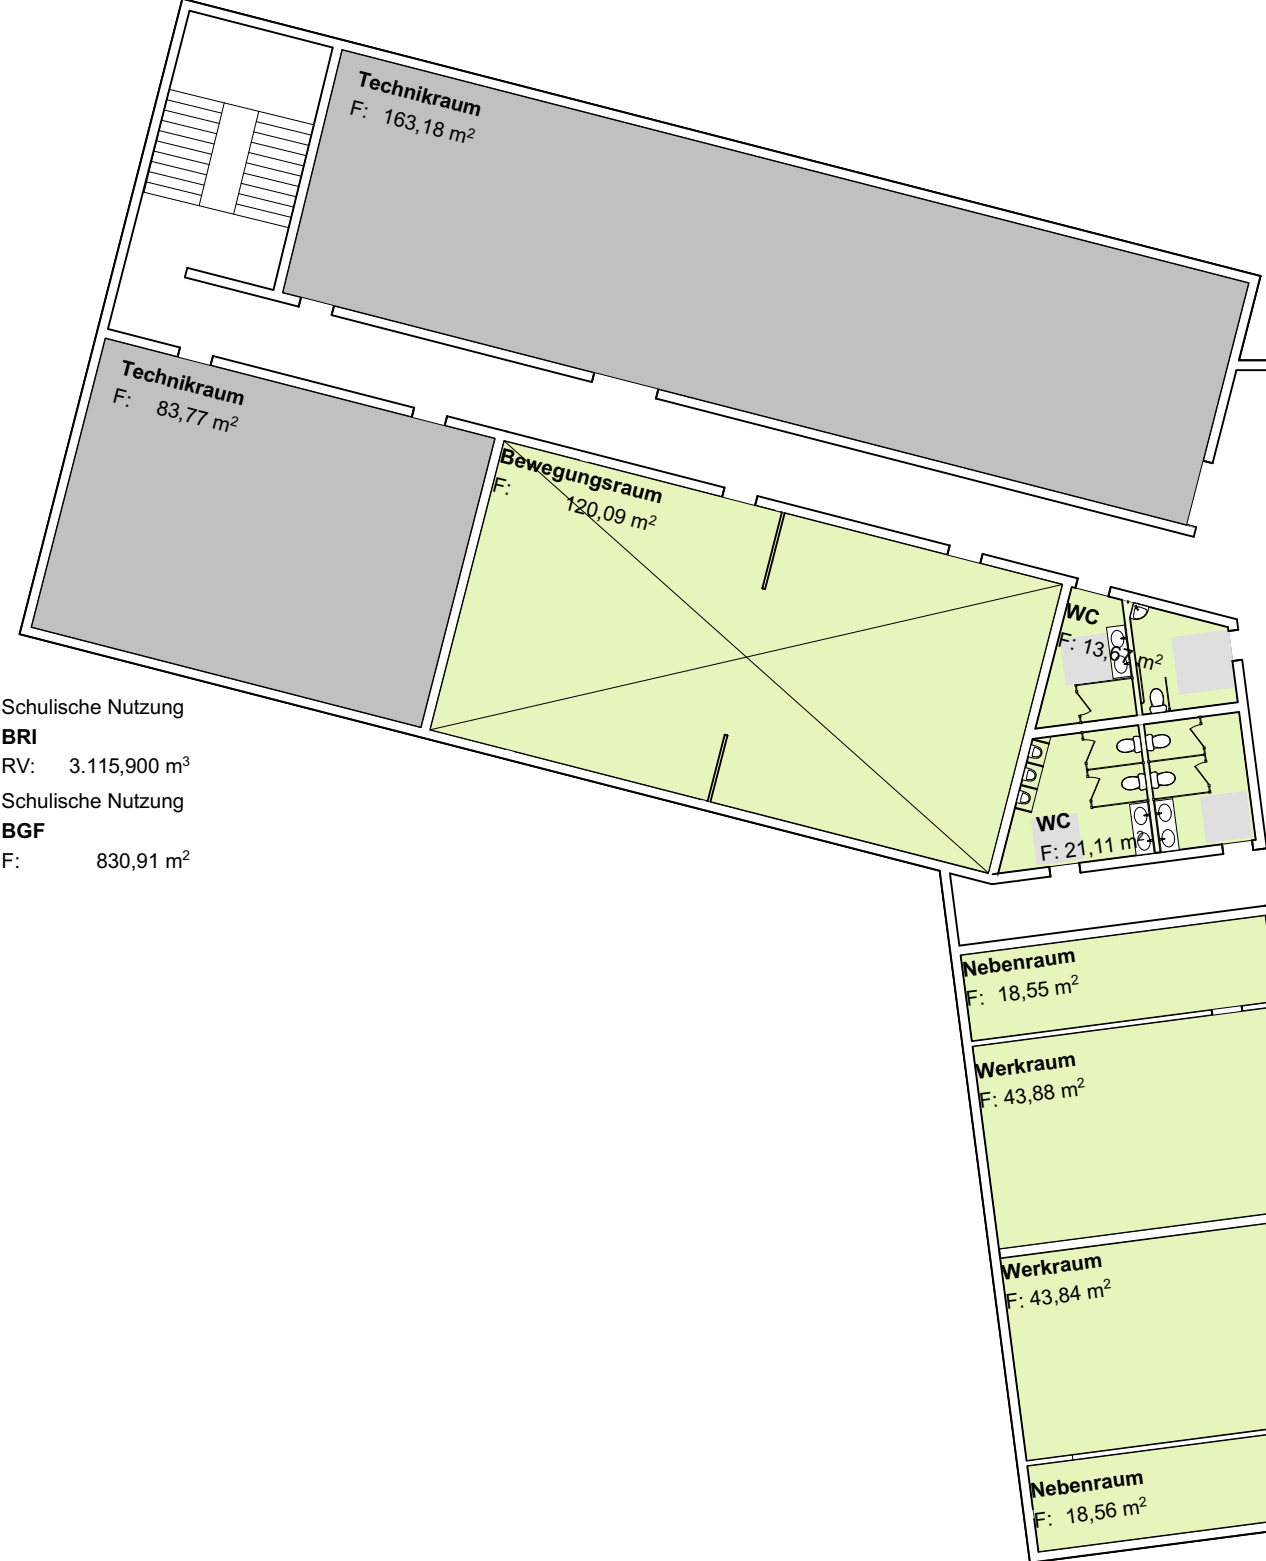 Technikraum
F: 163,18 m²
Technikraum
F: 83,77 m²
Bewegungsraum
F: 120,09 m²
WC
F: 13,67 m²
Schulische Nutzung
BRI
RV: 3.115,900 m³
Schulische Nutzung
BGF
F: 830,91 m²
WC
F: 21,11 m²
Nebenraum
F: 18,55 m²
Werkraum
F: 43,88 m²
Werkraum
F: 43,84 m²
Nebenraum
F: 18,56 m²